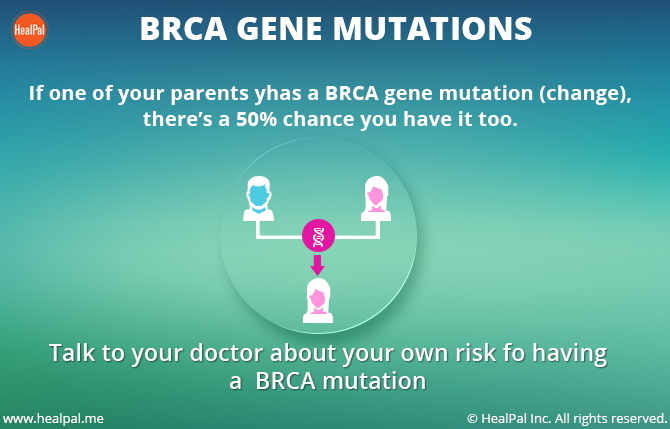 HealPal
BRCA GENE MUTATIONS
If one of your parents yhas a BRCA gene mutation (change),
there's a 50% chance you have it too.
Talk to your doctor about your own risk fo having
a BRCA mutation
www.healpal.me
© HealPal Inc. All rights reserved.